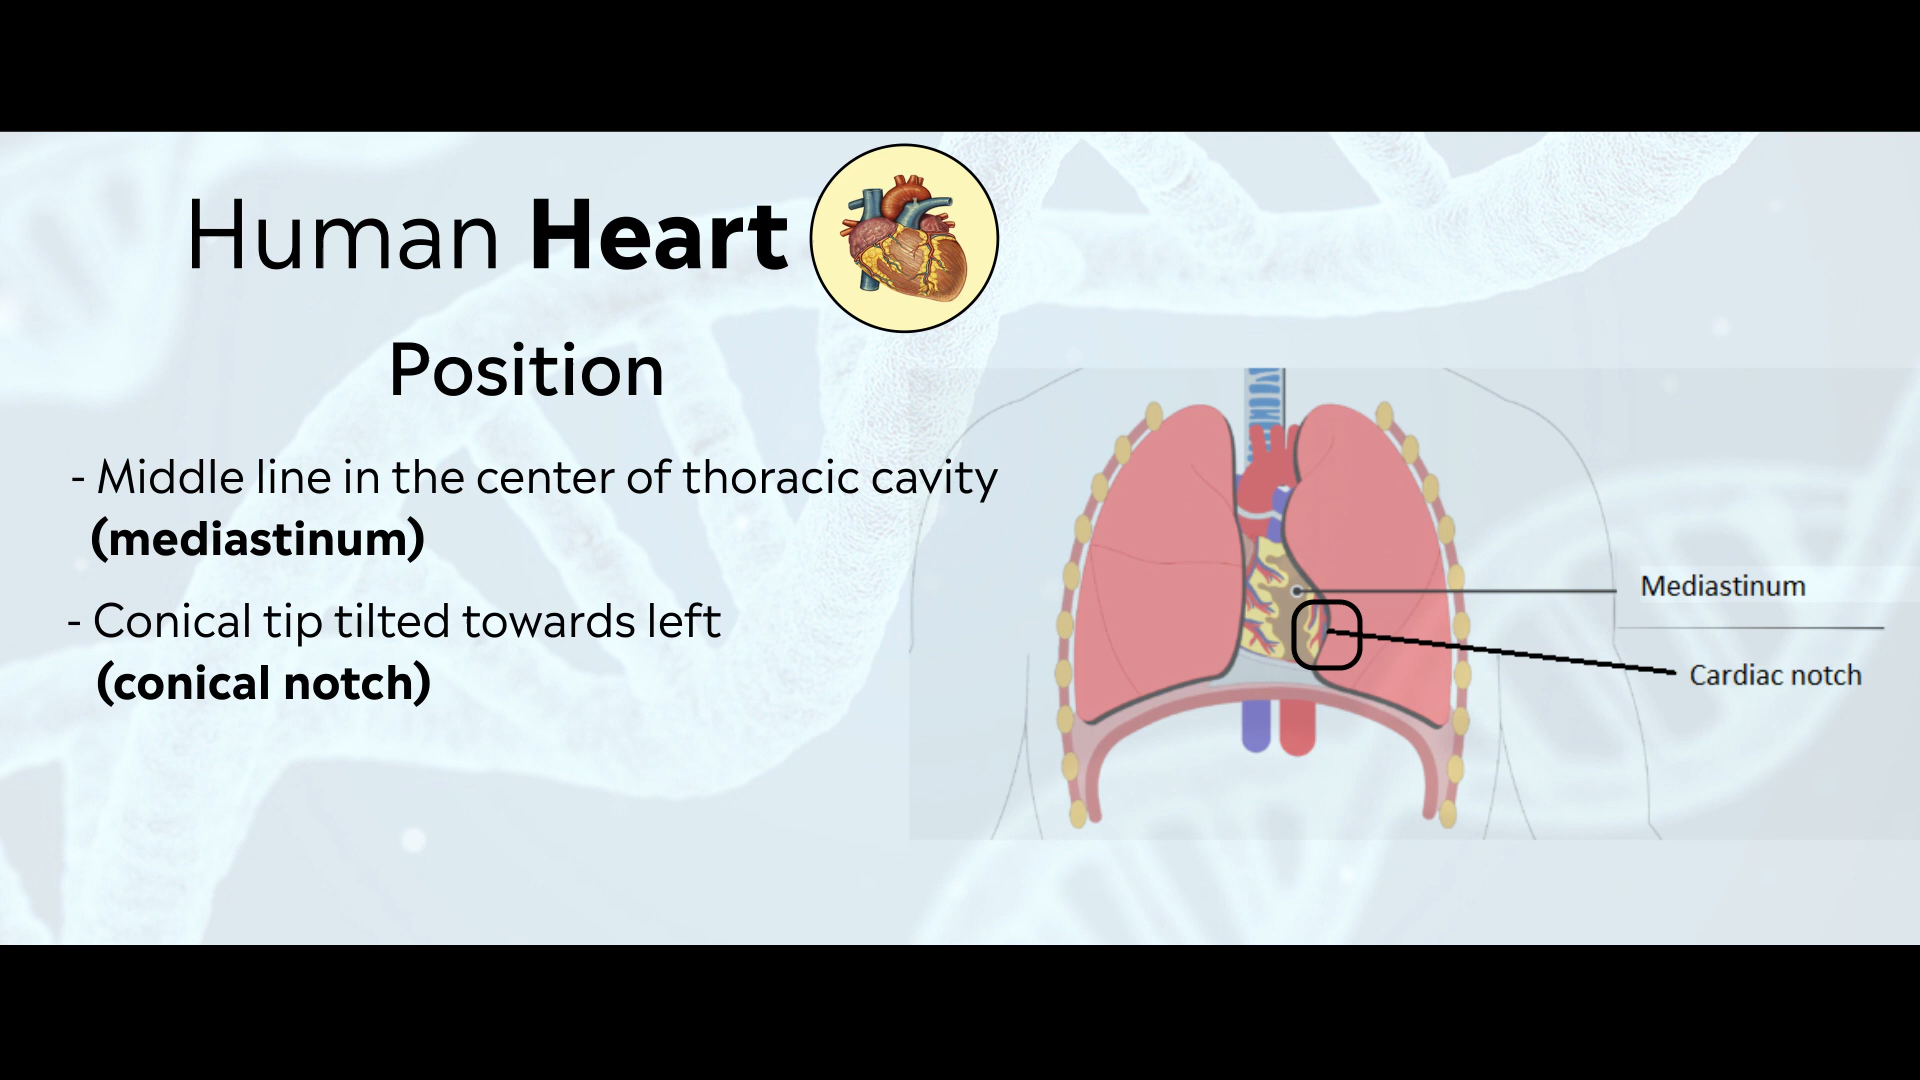 Human Heart
Position
- Middle line in the center of thoracic cavity
(mediastinum)
- Conical tip tilted towards left
(conical notch)
Mediastinum
Cardiac notch